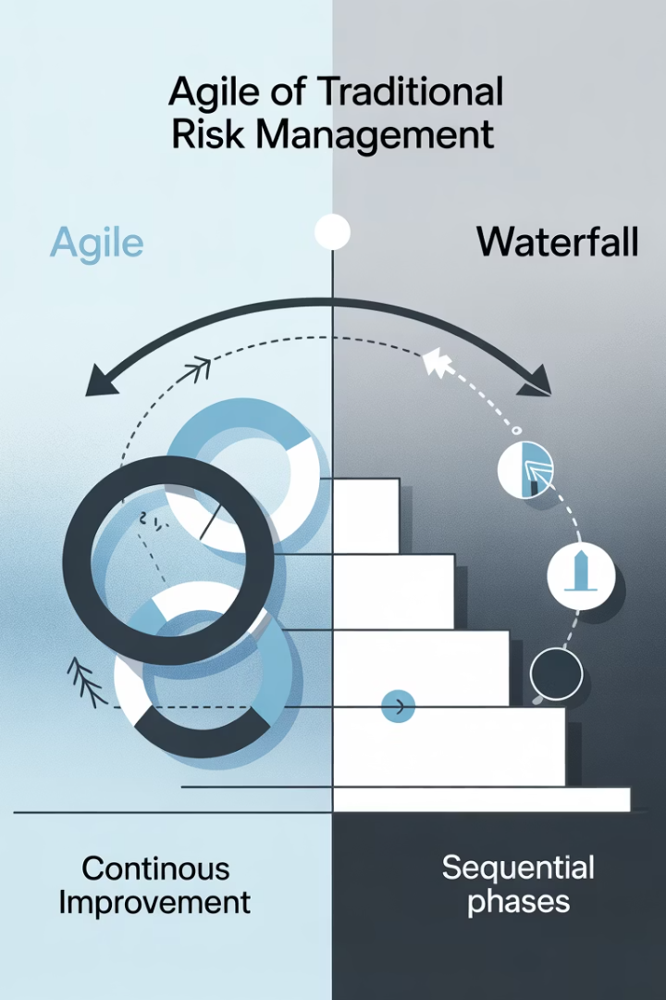 Agile of Traditional
Risk Management
Agile
Waterfall
Continous
Improvement
Sequential
phases